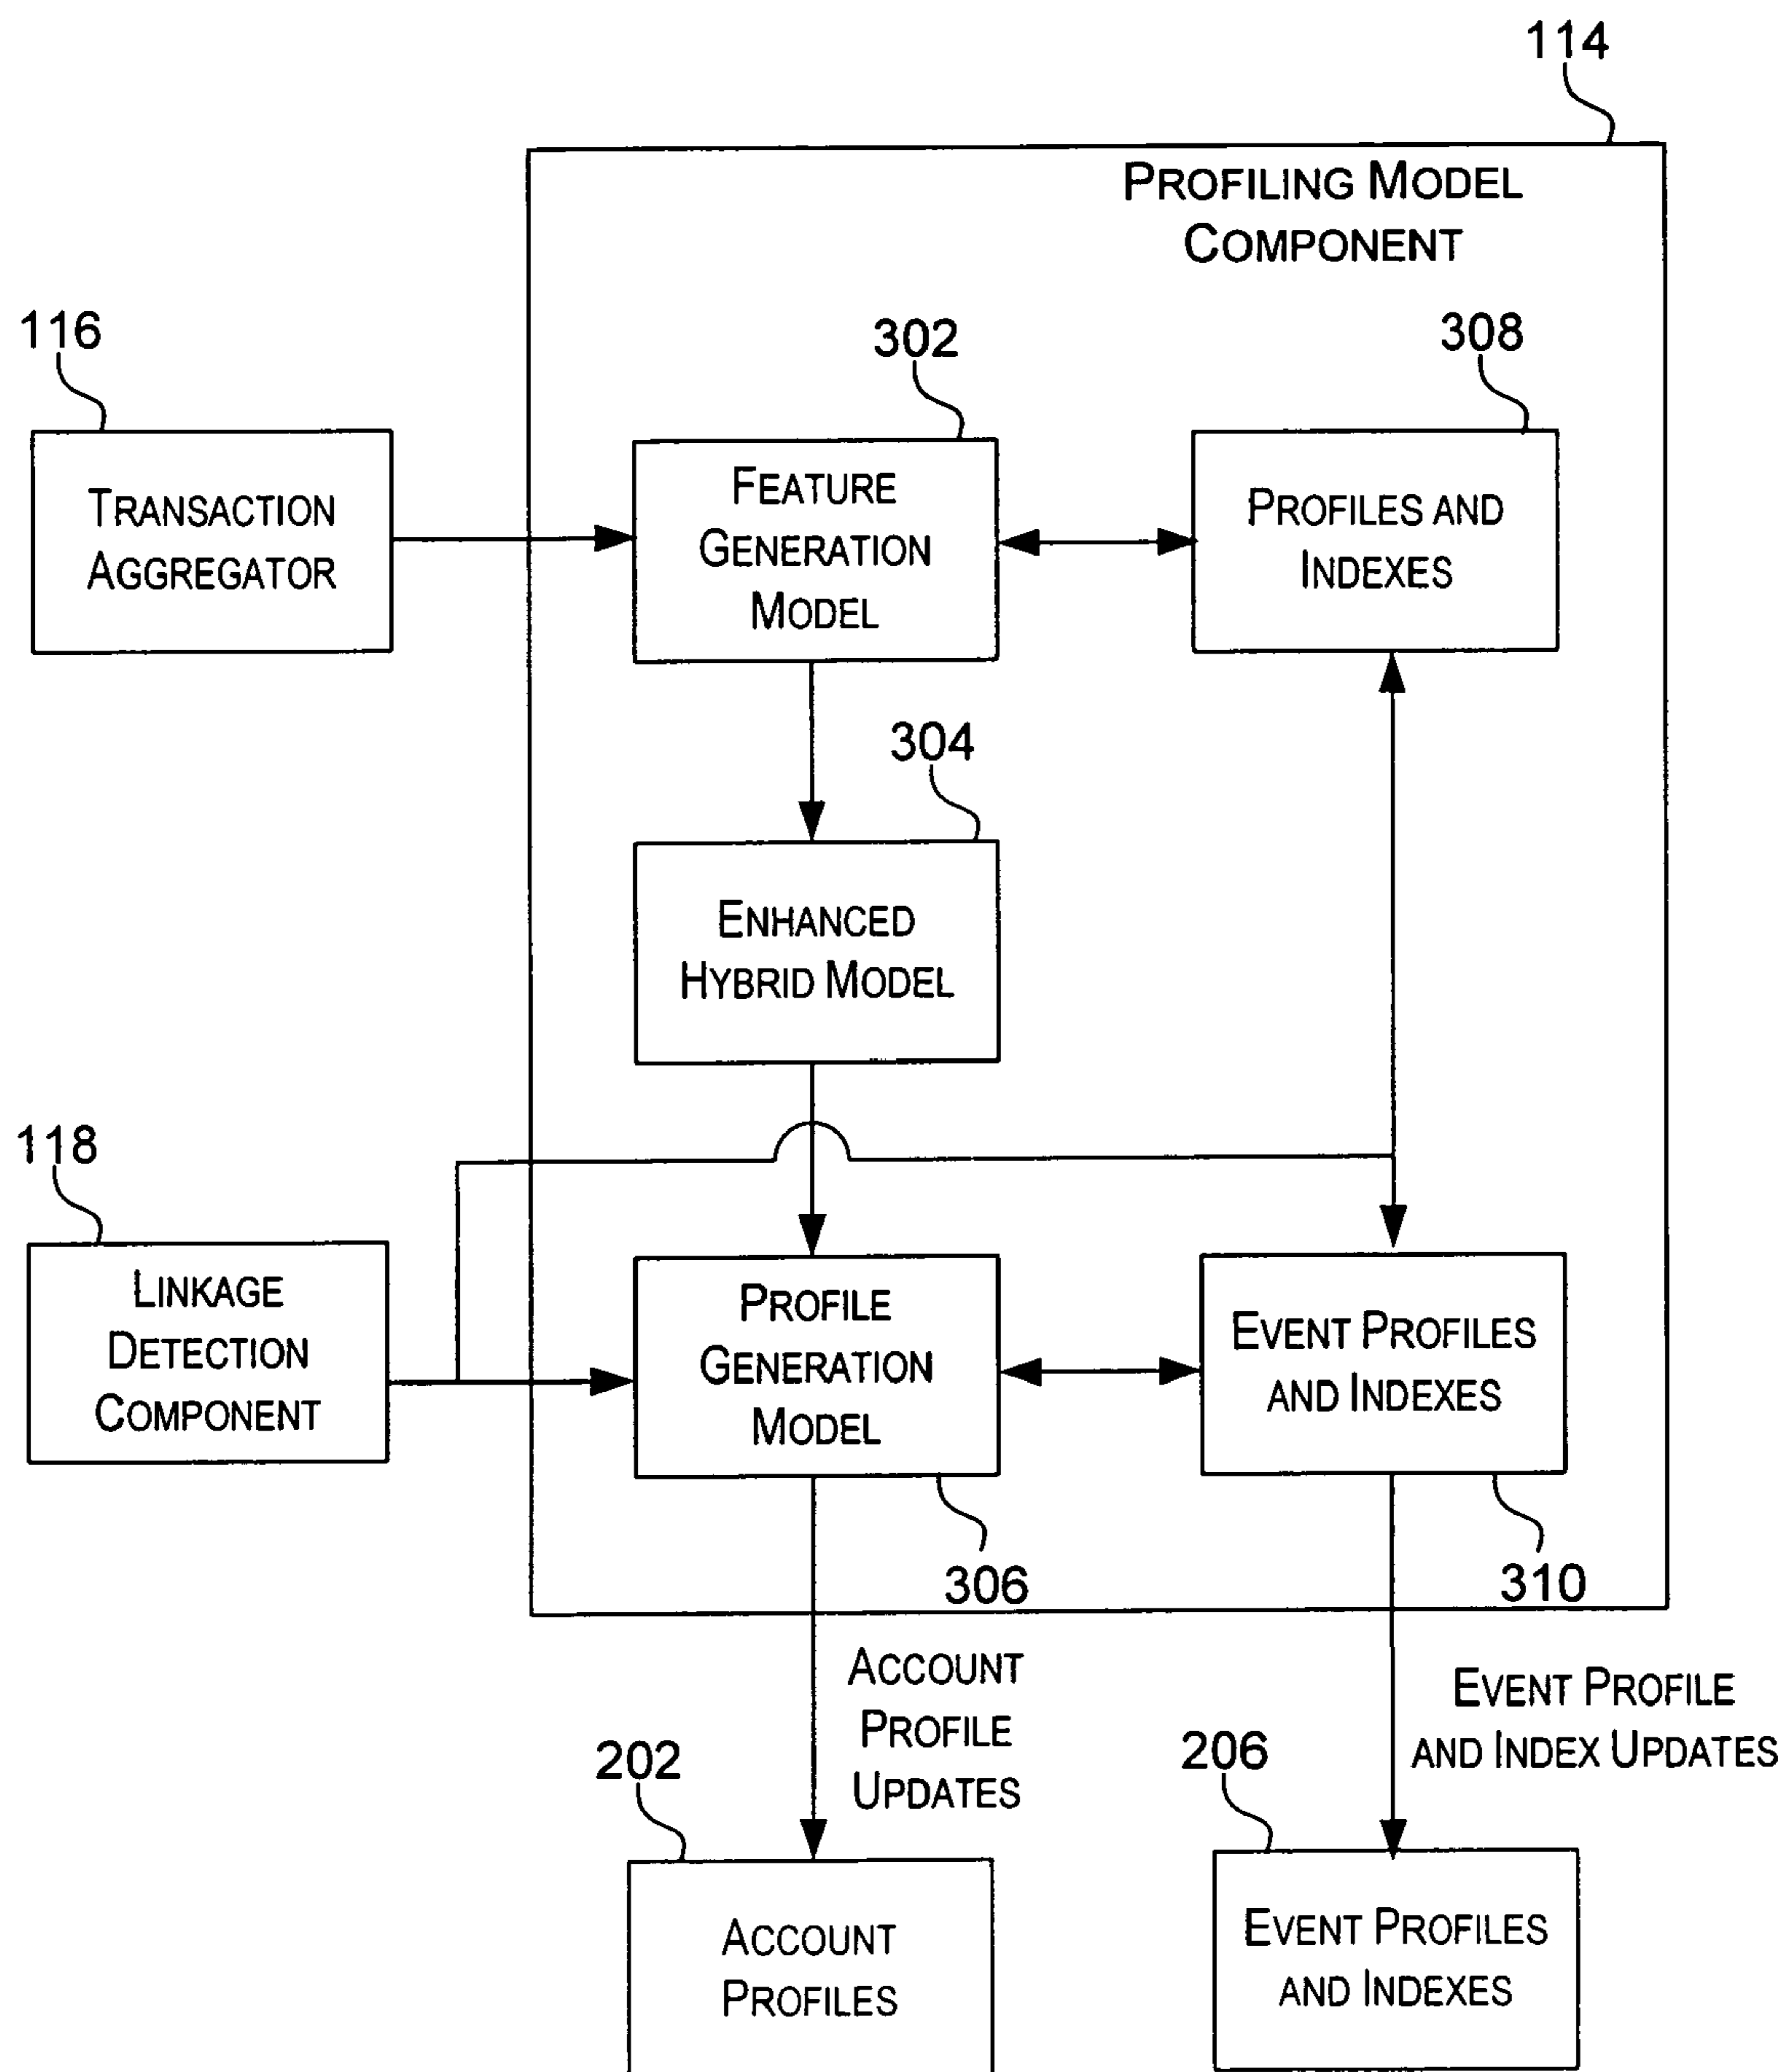 114
PROFILING MODEL
COMPONENT
116
302
308
TRANSACTION
AGGREGATOR
FEATURE
GENERATION
MODEL
PROFILES AND
INDEXES
304
ENHANCED
HYBRID MODEL
118
LINKAGE
DETECTION
COMPONENT
PROFILE
GENERATION
MODEL
EVENT PROFILES
AND INDEXES
306
310
ACCOUNT
PROFILE
UPDATES
EVENT PROFILE
AND INDEX UPDATES
202
206
ACCOUNT
PROFILES
EVENT PROFILES
AND INDEXES